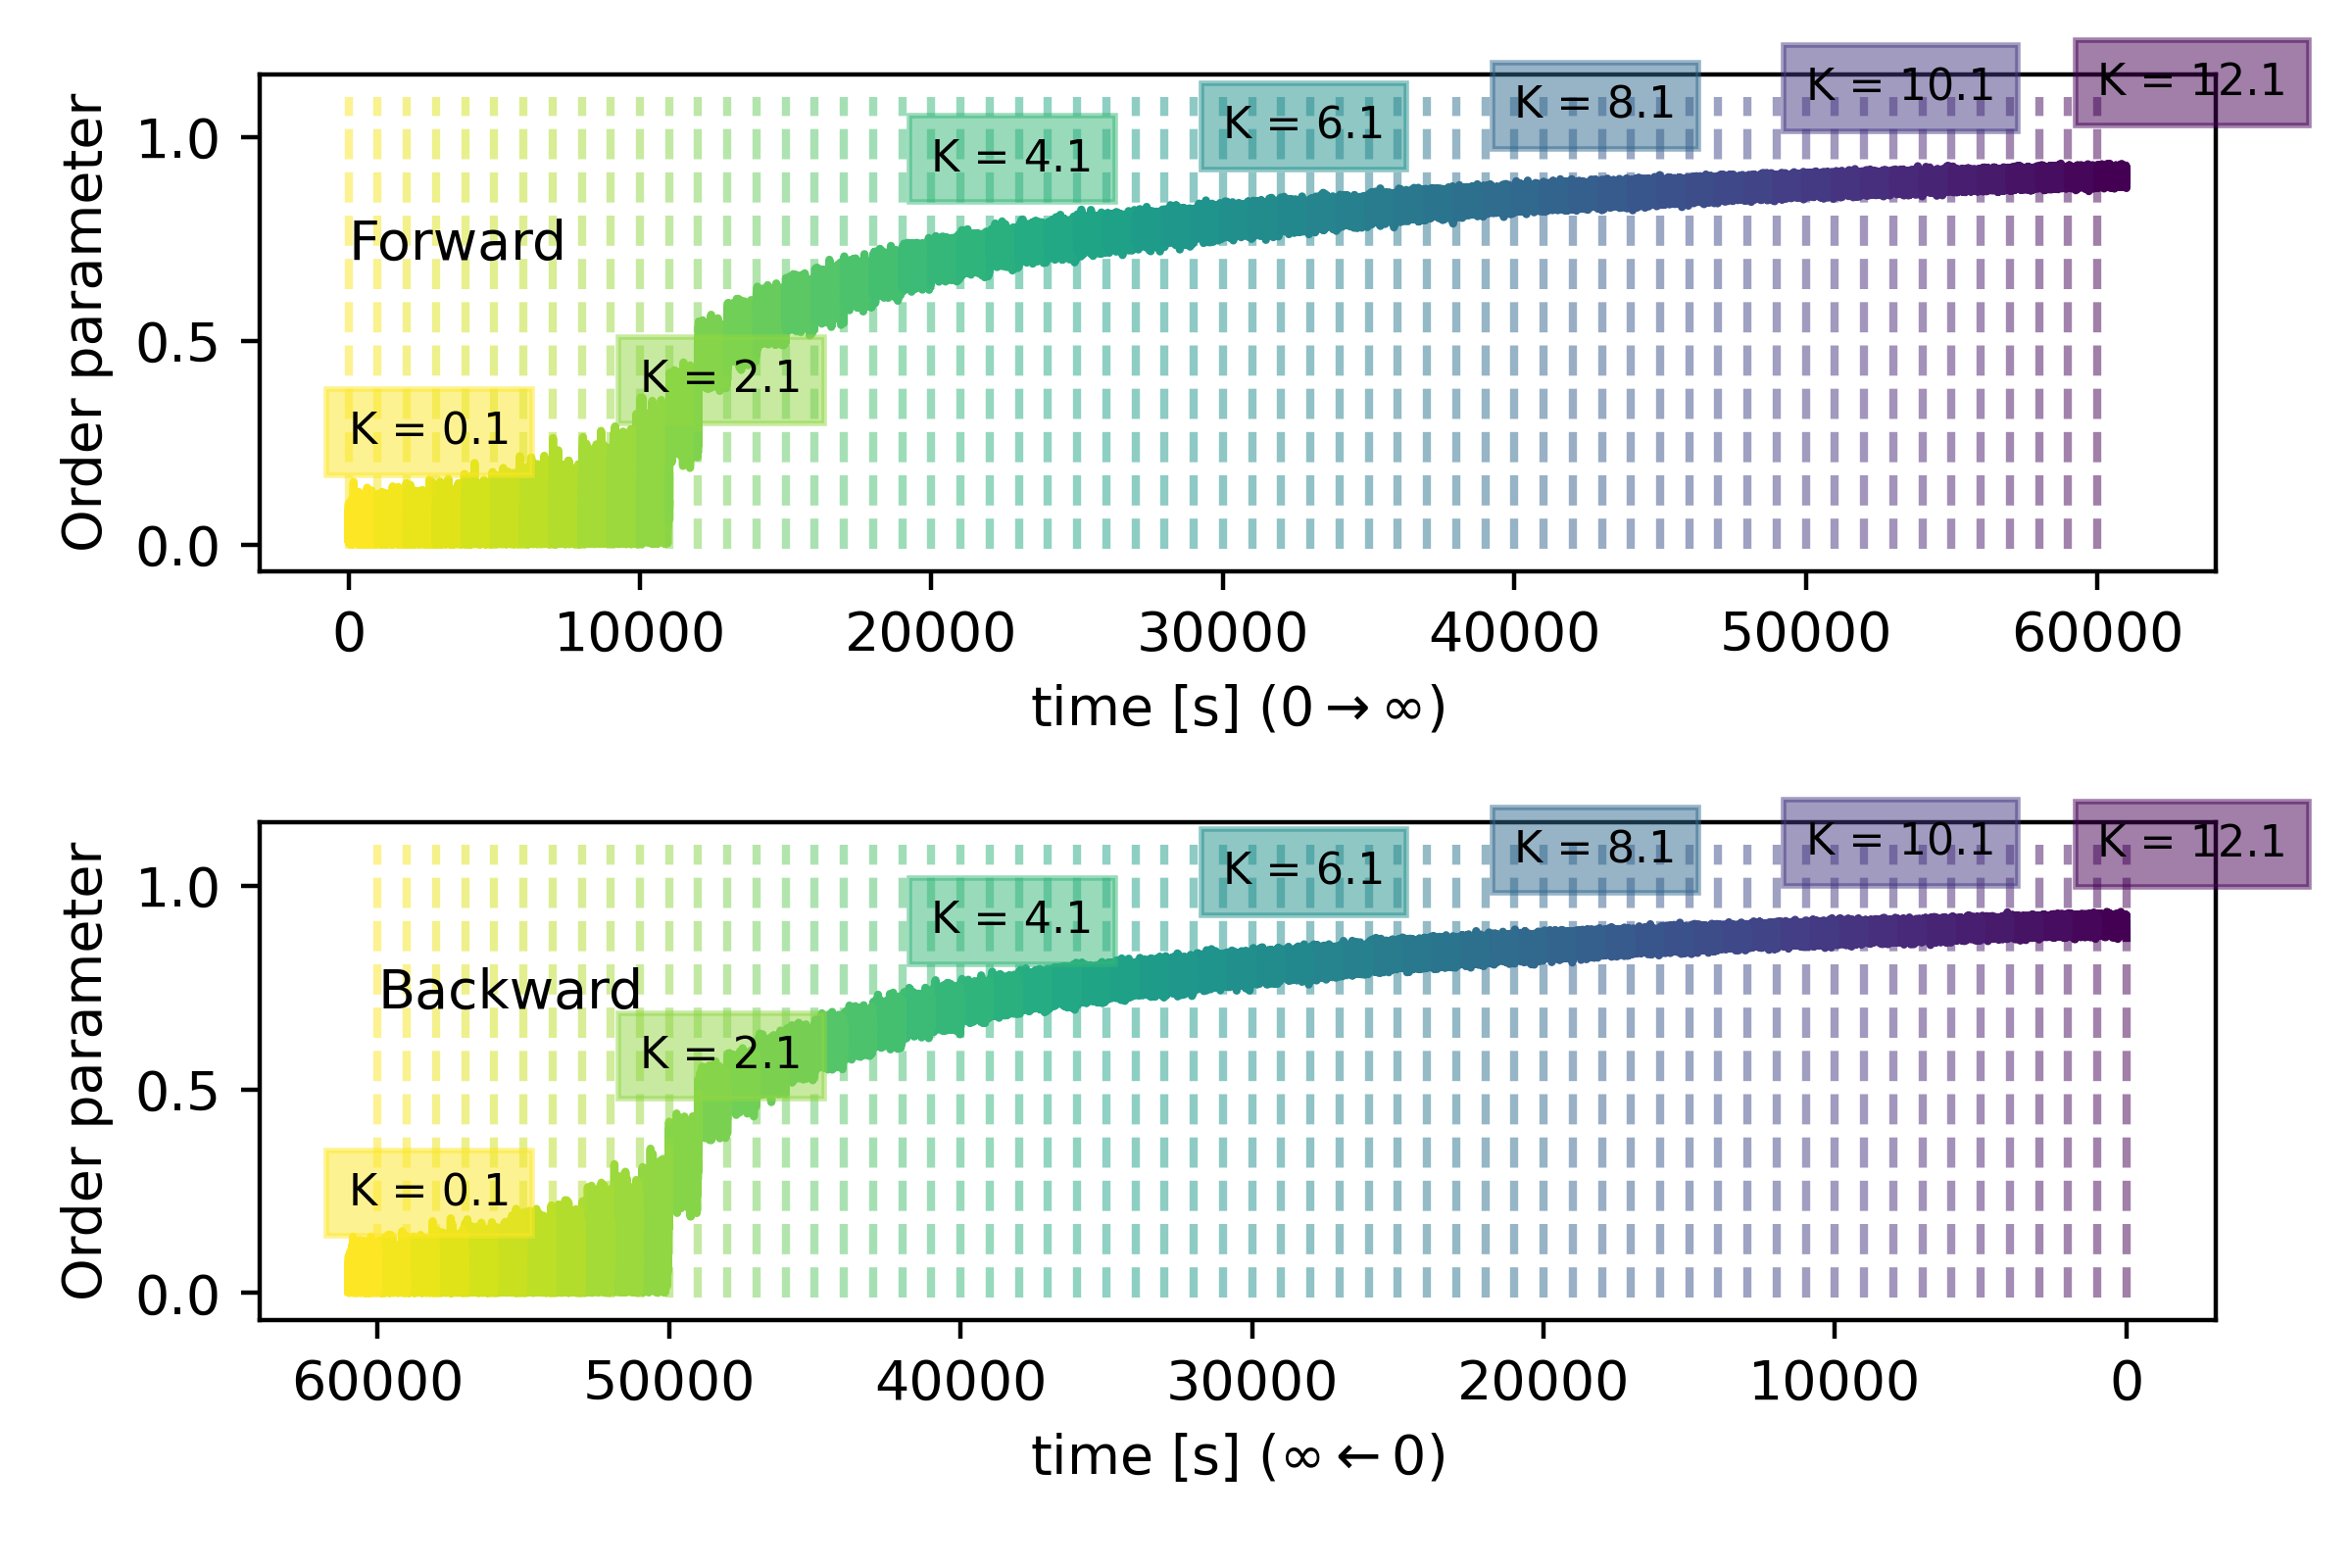 K = 0.1
K = 2.1
K = 4.1
K = 6.1
K = 8.1
K = 10.1
K = 12.1
Forward
Order parameter
1.0
0.5
0.0
0 10000 20000 30000 40000 50000 60000
time [s] (0 → ∞)
K = 0.1
K = 2.1
K = 4.1
K = 6.1
K = 8.1
K = 10.1
K = 12.1
Backward
Order parameter
1.0
0.5
0.0
60000 50000 40000 30000 20000 10000 0
time [s] (∞ ← 0)